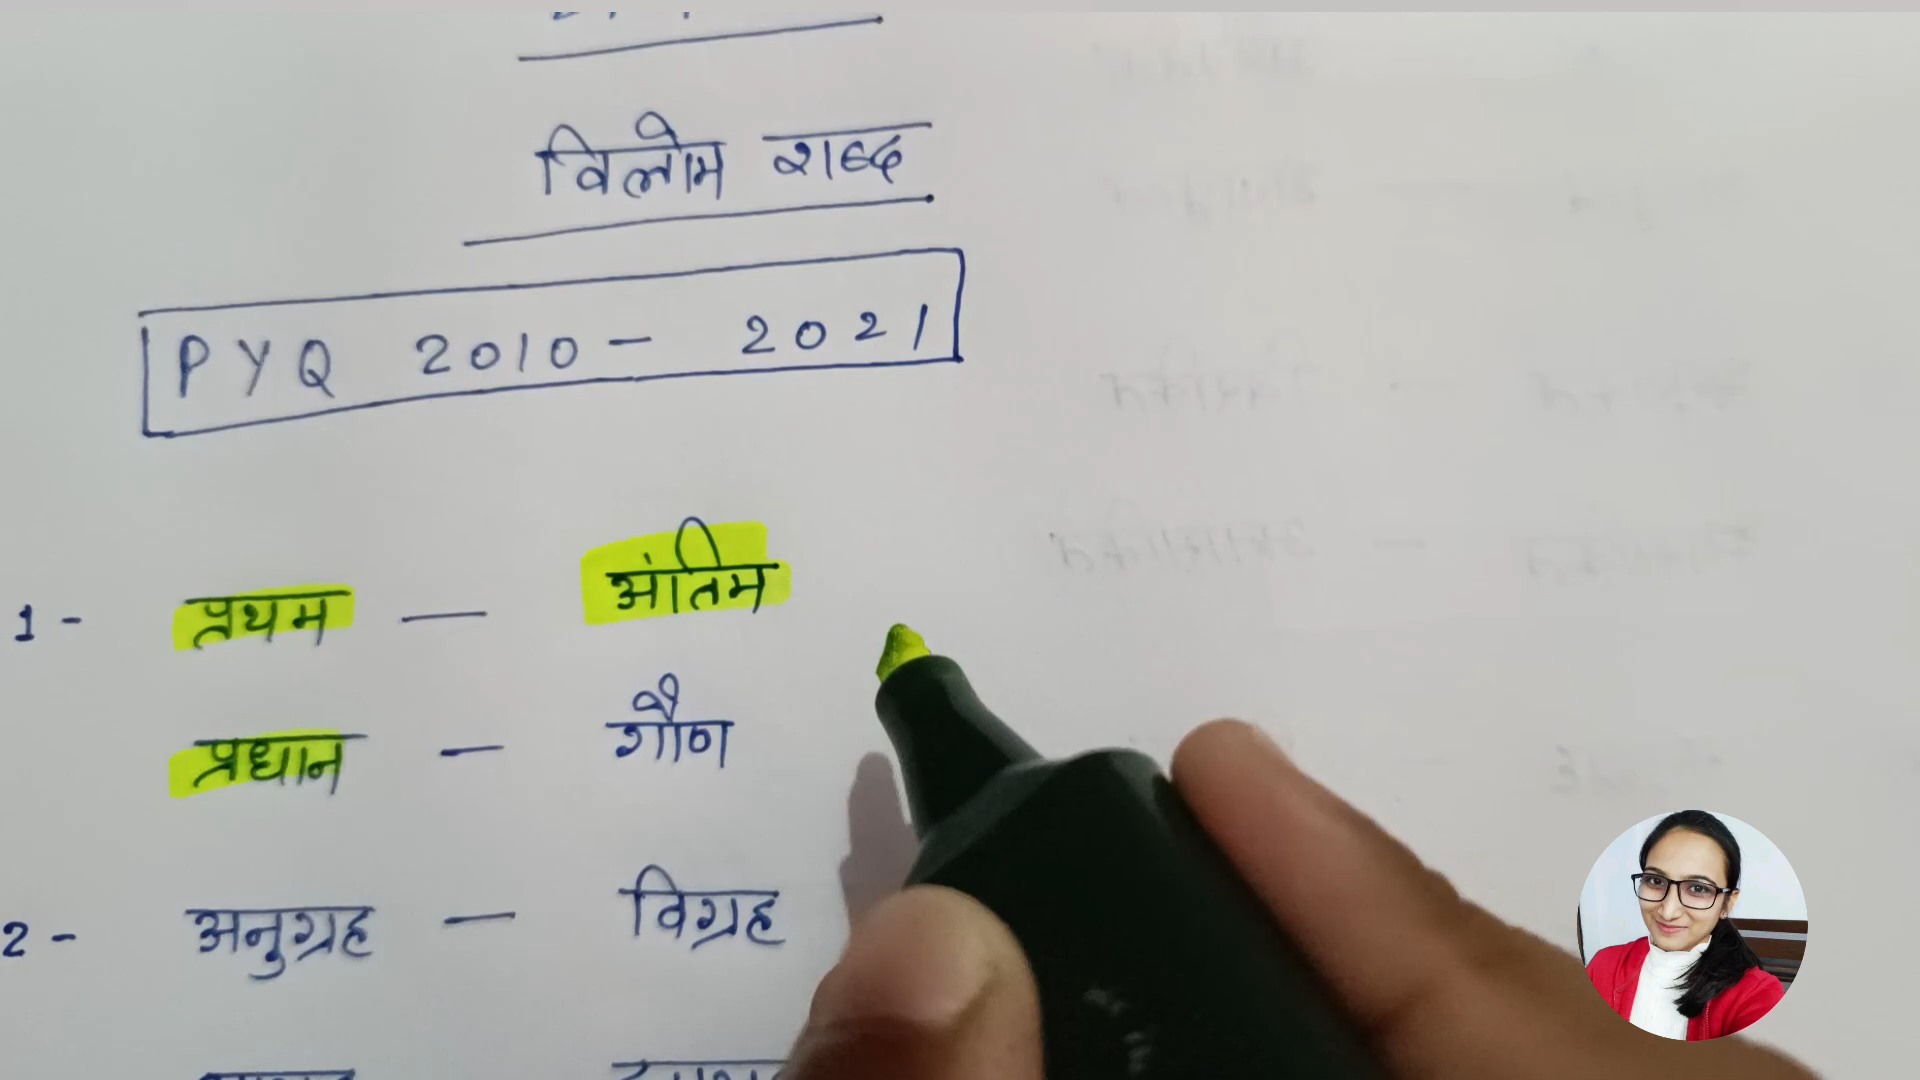 विलोम शब्द
PYQ 2010 - 2021
1 - प्रथम — अंतिम
प्रधान — गौण
2 - अनुग्रह — विग्रह